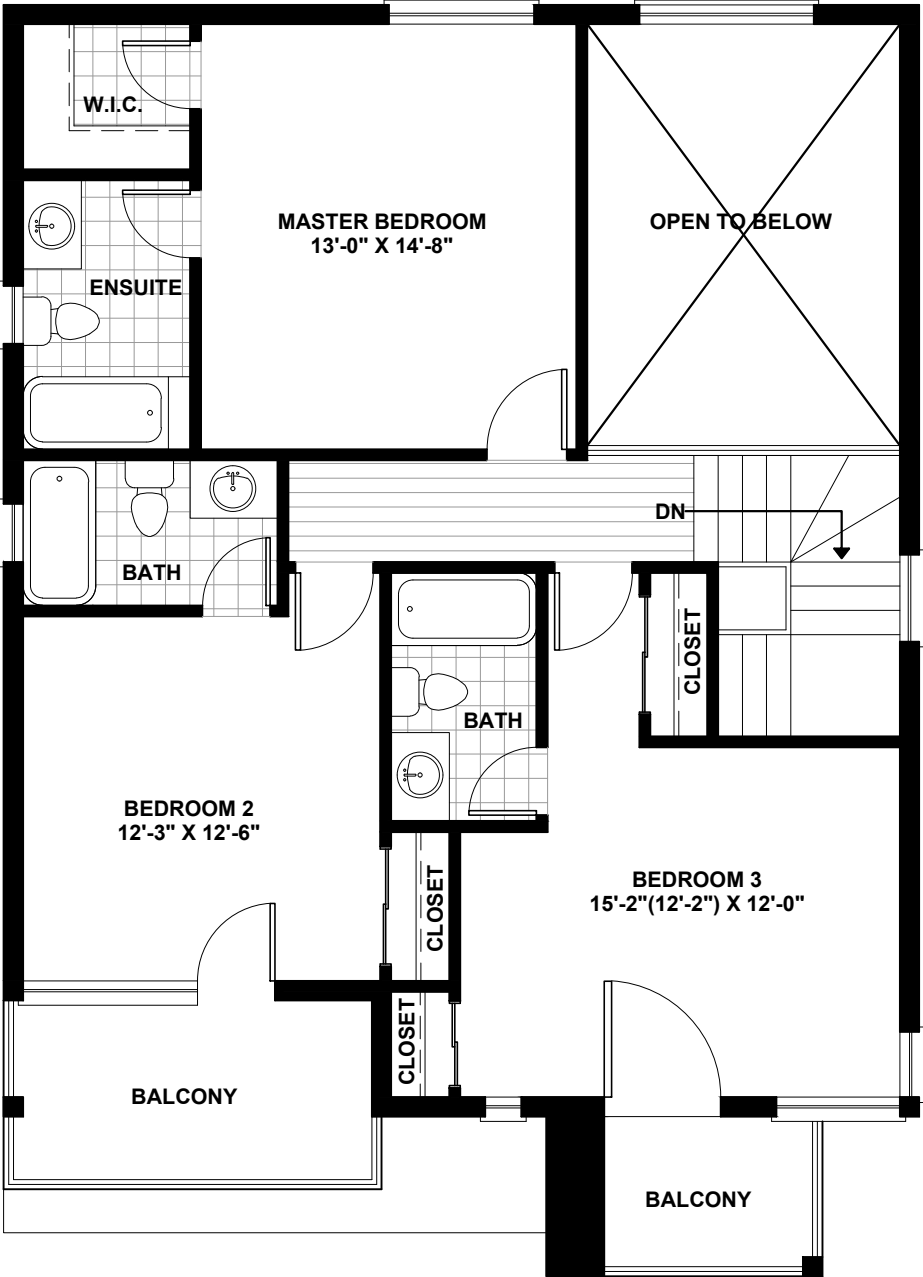 W.I.C.
MASTER BEDROOM
13'-0" X 14'-8"
OPEN TO BELOW
ENSUITE
DN
BATH
CLOSET
BATH
BEDROOM 2
12'-3" X 12'-6"
CLOSET
BEDROOM 3
15'-2"(12'-2") X 12'-0"
CLOSET
BALCONY
BALCONY